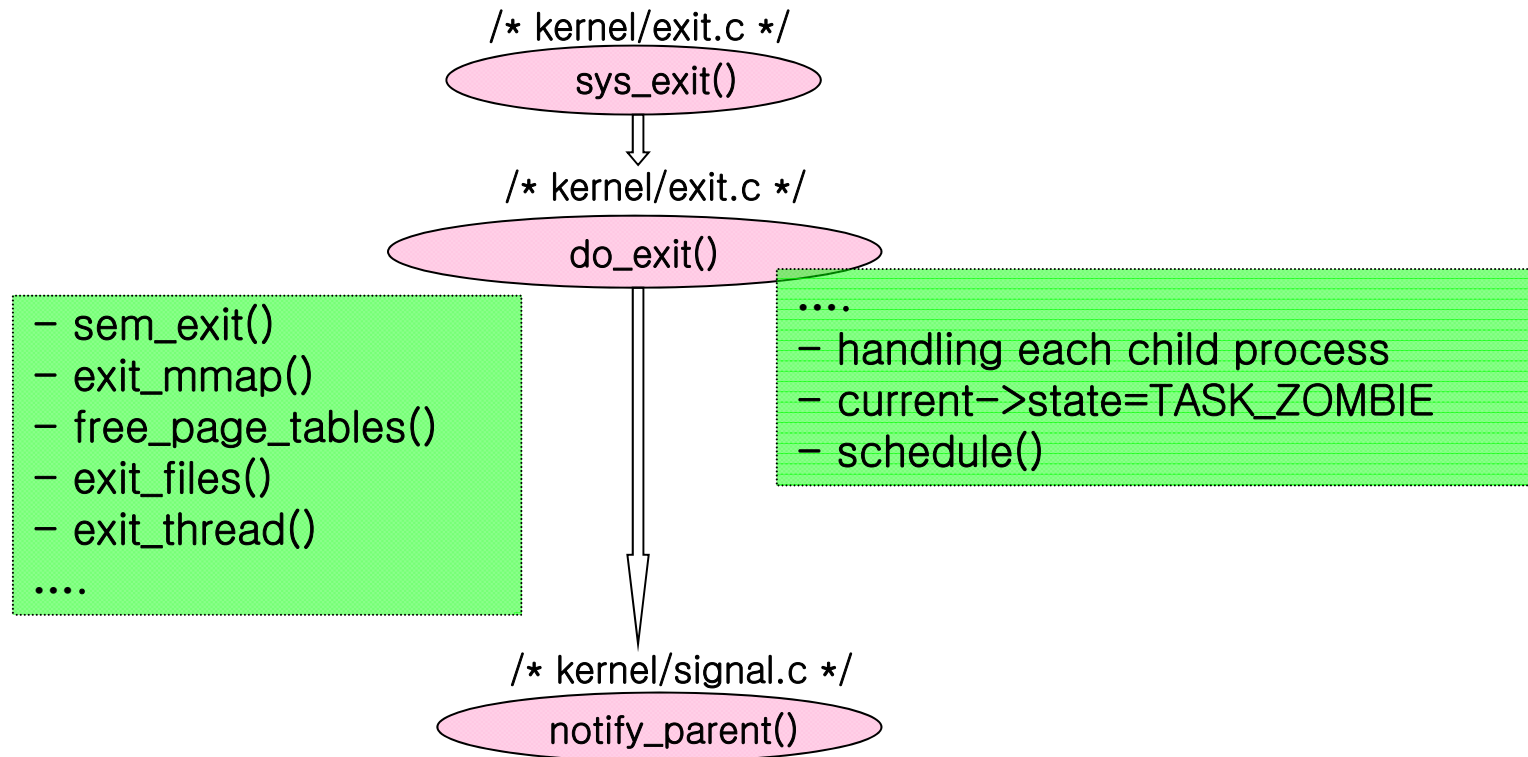 /* kernel/exit.c */
sys_exit()
/* kernel/exit.c */
do_exit()
- sem_exit()
- exit_mmap()
- free_page_tables()
- exit_files()
- exit_thread()
....
....
- handling each child process
- current->state=TASK_ZOMBIE
- schedule()
/* kernel/signal.c */
notify_parent()